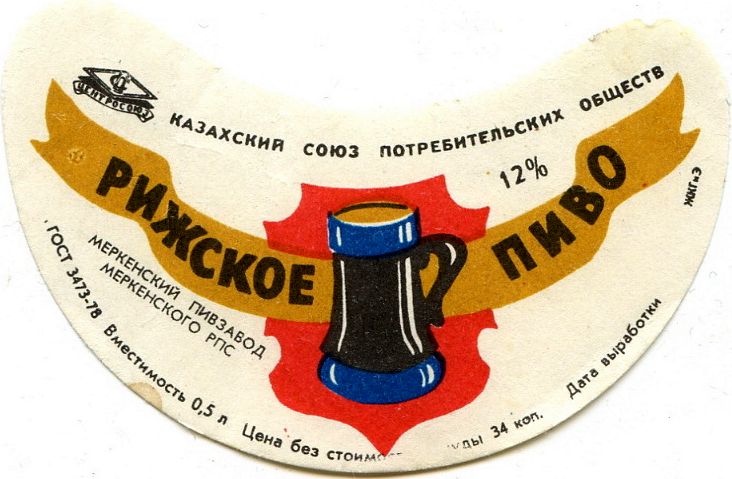 ЦЕНТРОСОЮЗ
КАЗАХСКИЙ СОЮЗ ПОТРЕБИТЕЛЬСКИХ ОБЩЕСТВ
12%
РИЖСКОЕ ПИВО
ЖКГиЭ
МЕРКЕНСКИЙ ПИВЗАВОД
МЕРКЕНСКОГО РПС
ГОСТ 3473-78 Вместимость 0,5 л Цена без 34 коп. Дата выработки